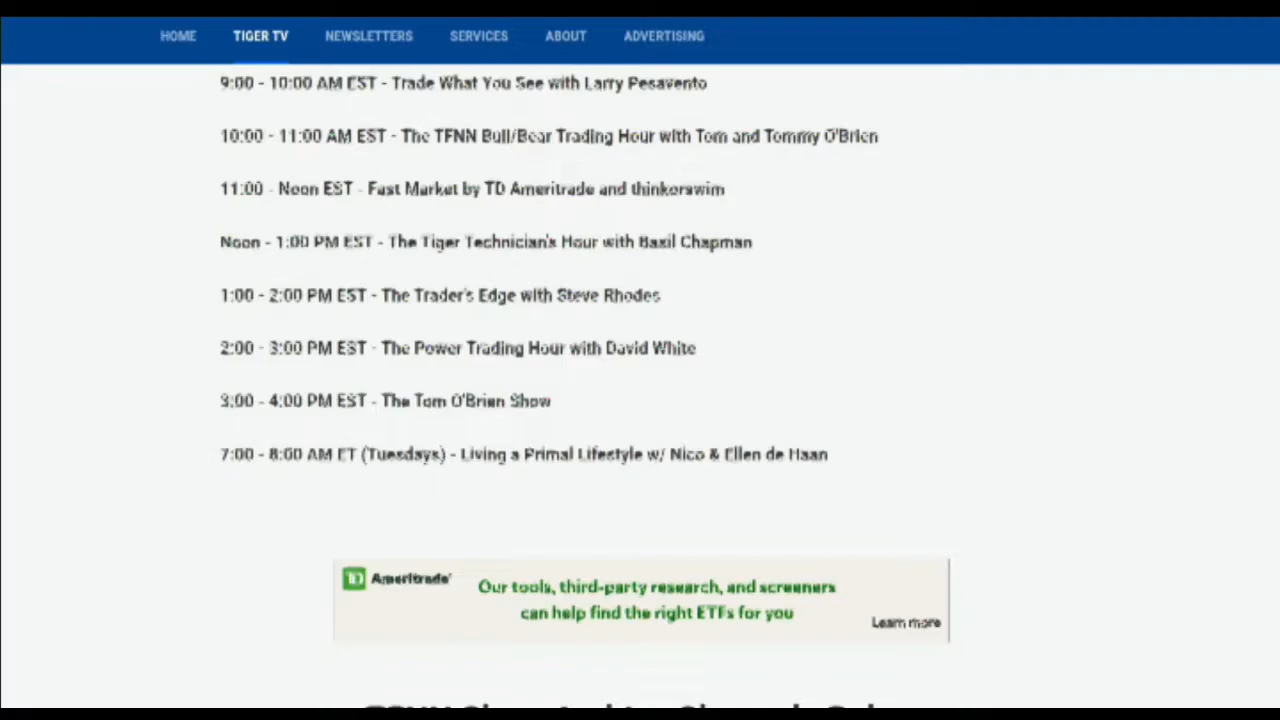 HOME TIGER TV NEWSLETTERS SERVICES ABOUT ADVERTISING
9:00 - 10:00 AM EST - Trade What You See with Larry Pesavento
10:00 - 11:00 AM EST - The TFNN Bull/Bear Trading Hour with Tom and Tommy O'Brien
11:00 - Noon EST - Fast Market by TD Ameritrade and thinkorswim
Noon - 1:00 PM EST - The Tiger Technician's Hour with Basil Chapman
1:00 - 2:00 PM EST - The Trader's Edge with Steve Rhodes
2:00 - 3:00 PM EST - The Power Trading Hour with David White
3:00 - 4:00 PM EST - The Tom O'Brien Show
7:00 - 8:00 AM ET (Tuesdays) - Living a Primal Lifestyle w/ Nico & Ellen de Haan
TD Ameritrade
Our tools, third-party research, and screeners
can help find the right ETFs for you
Learn more